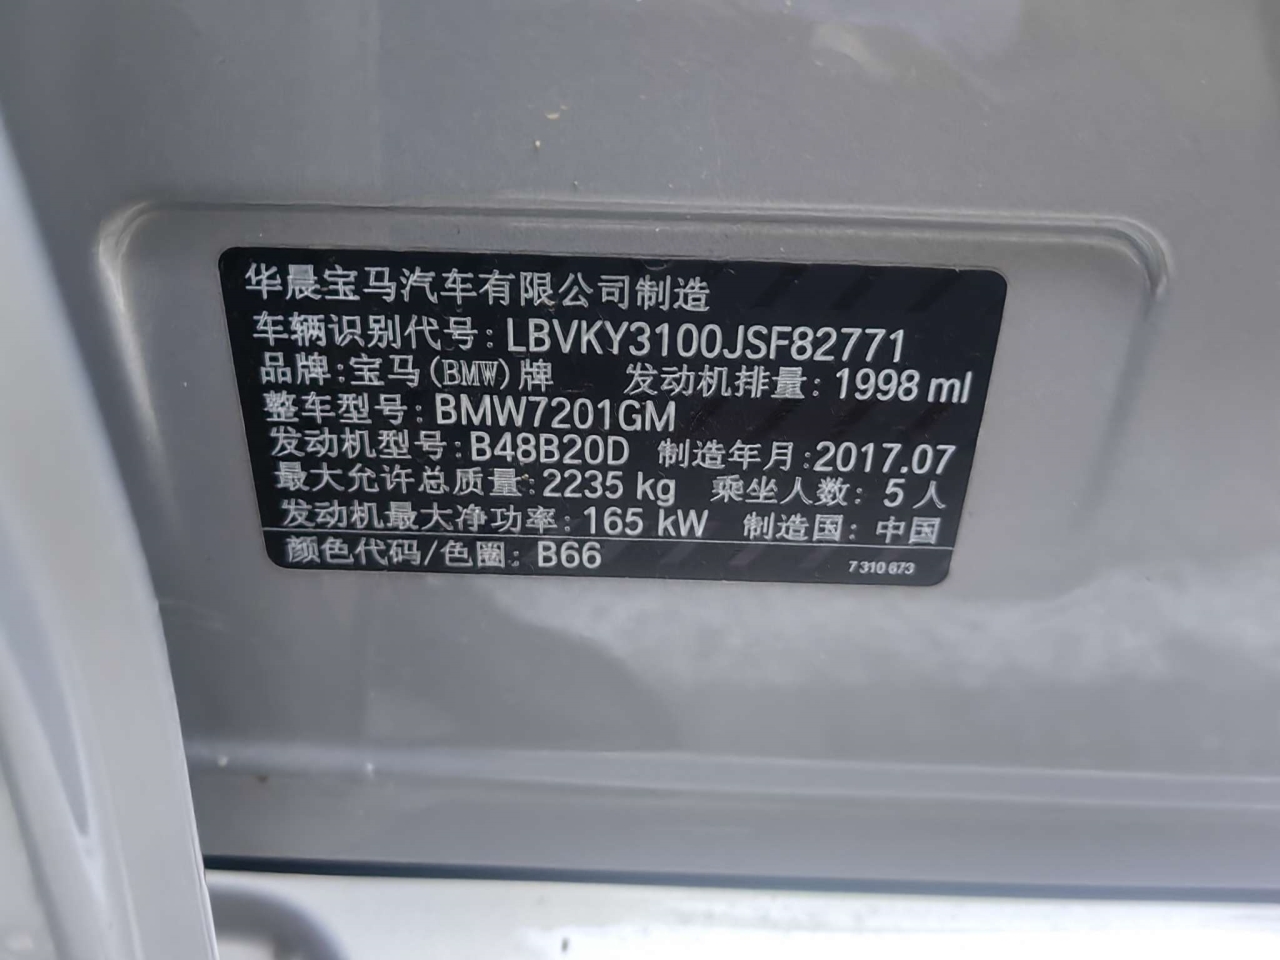 华晨宝马汽车有限公司制造
车辆识别代号: LBVKY3100JSF82771
品牌:宝马(BMW)牌 发动机排量: 1998 ml
整车型号: BMW7201GM
发动机型号: B48B20D 制造年月:2017.07
最大允许总质量: 2235 kg 乘坐人数: 5 人
发动机最大净功率: 165 kW 制造国: 中国
颜色代码/色圈: B66 7 310 673